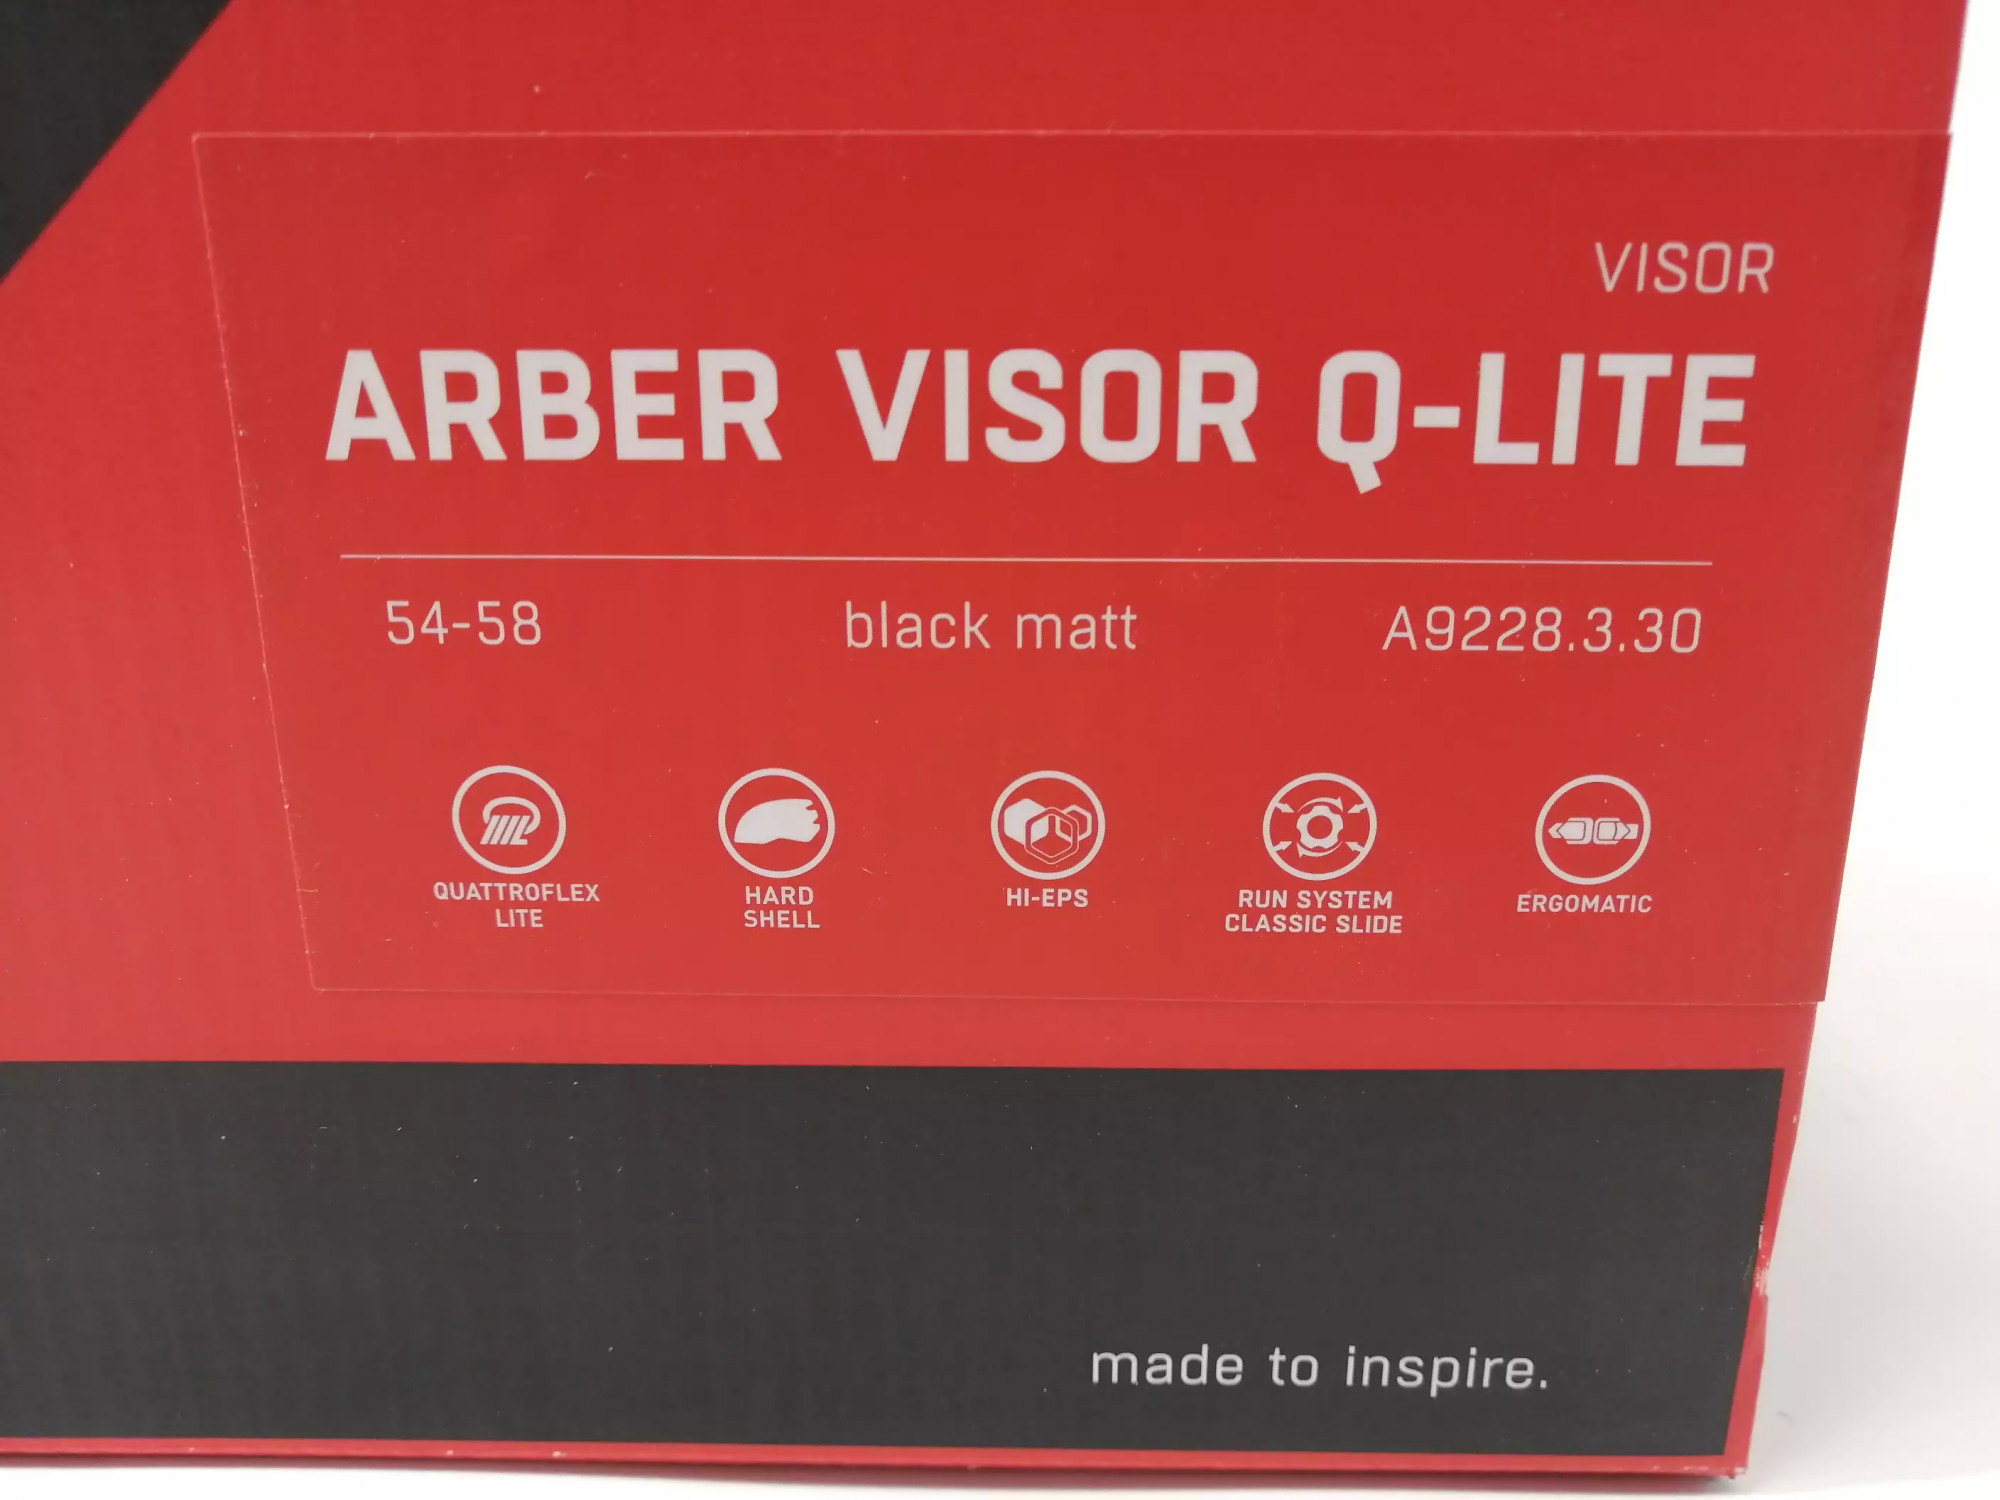 VISOR
ARBER VISOR Q-LITE
54-58 black matt A9228.3.30
QUATTROFLEX
LITE
HARD
SHELL
HI-EPS
RUN SYSTEM
CLASSIC SLIDE
ERGOMATIC
made to inspire.